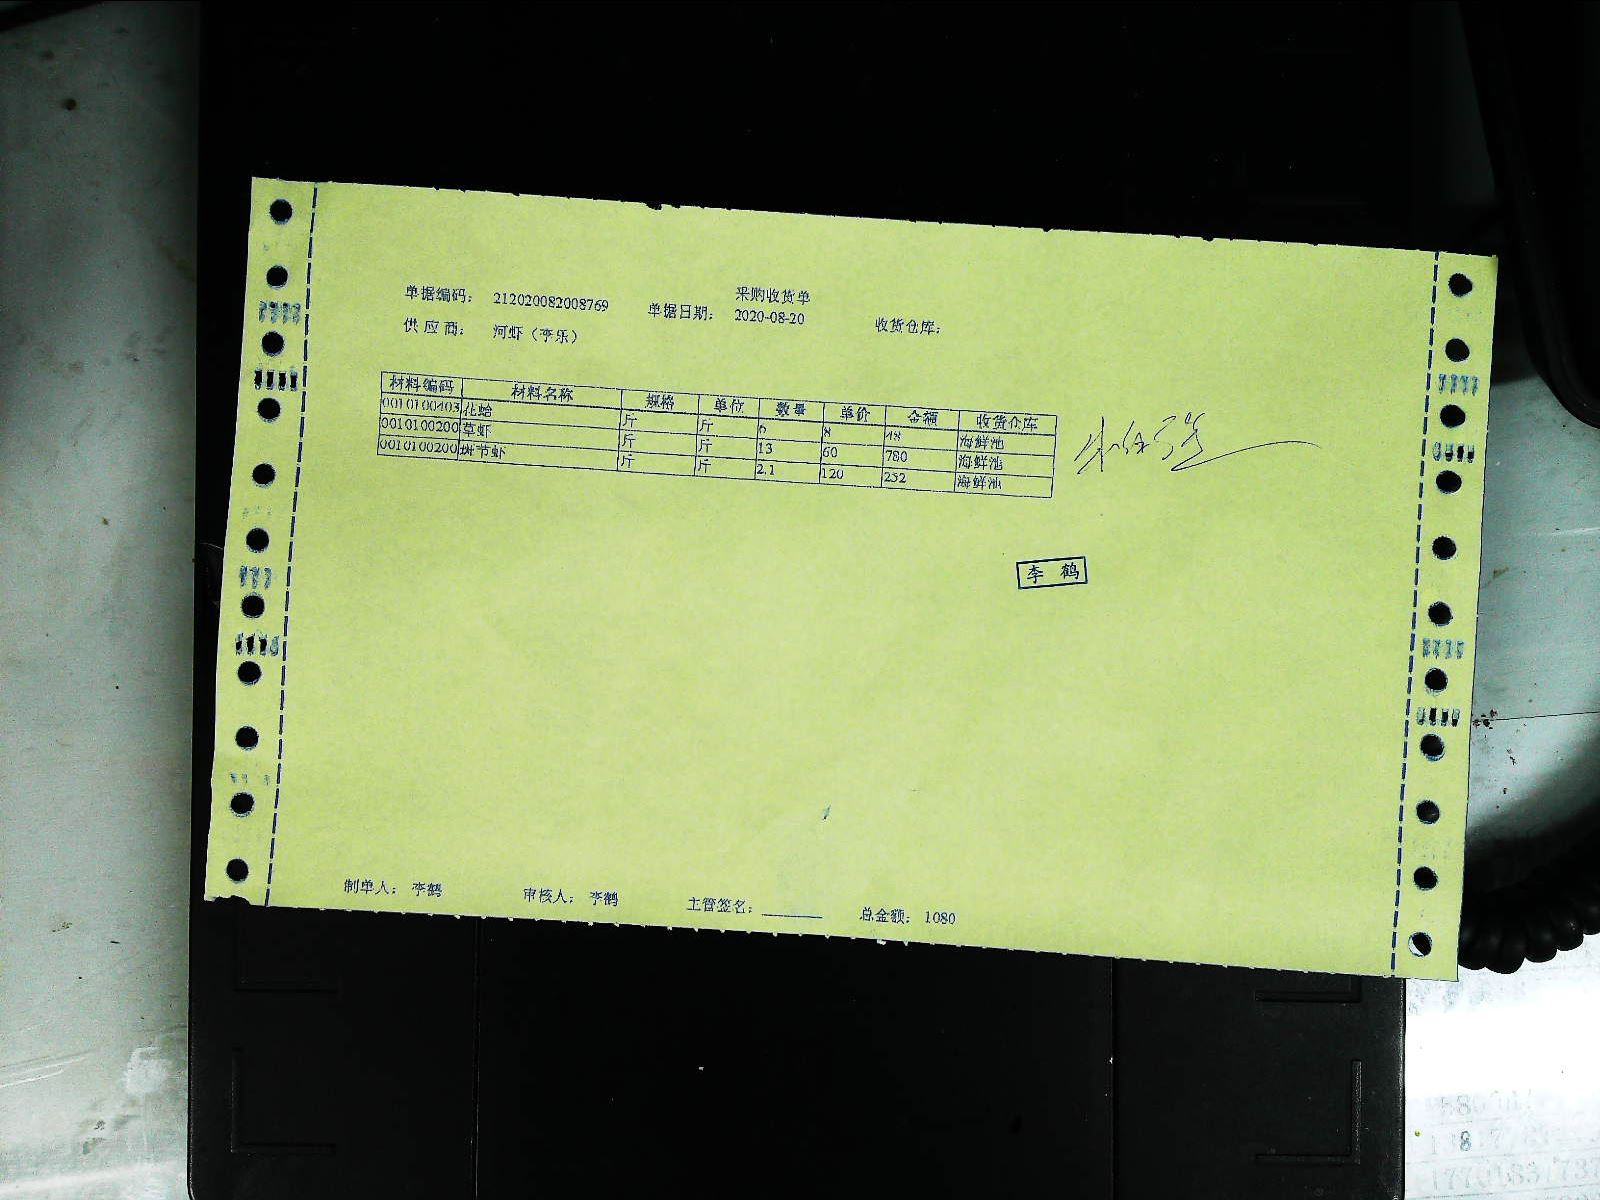 采购收货单
单据编码： 212020082008769 单据日期： 2020-08-20 收货仓库：
供应商： 河虾（李乐）
材料编码 材料名称 规格 单位 数量 单价 金额 收货仓库
0010100403 花蛤 斤 斤 6 8 48 海鲜池
0010100200 草虾 斤 斤 13 60 780 海鲜池
0010100200 斑节虾 斤 斤 2.1 120 252 海鲜池
李 鹤
制单人： 李鹤 审核人： 李鹤 主管签名： 总金额： 1080